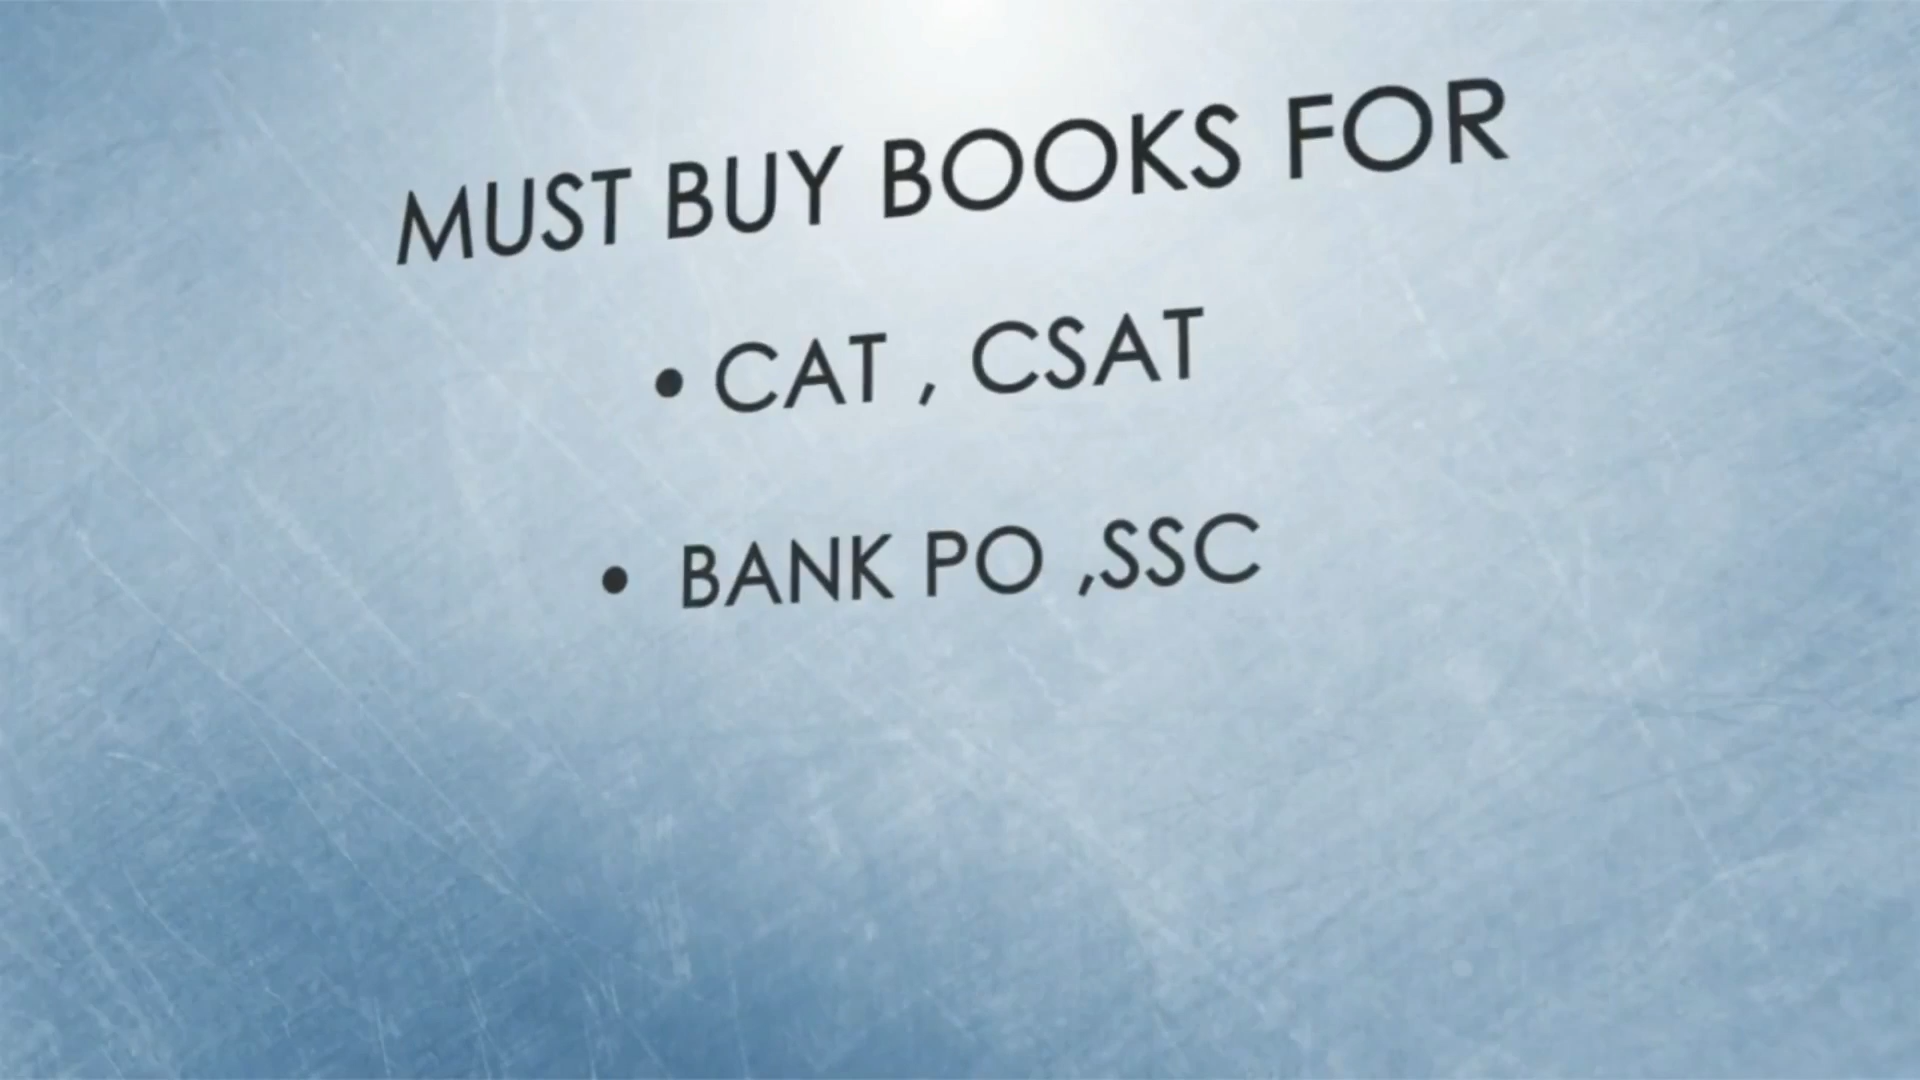 MUST BUY BOOKS FOR
• CAT , CSAT
• BANK PO ,SSC